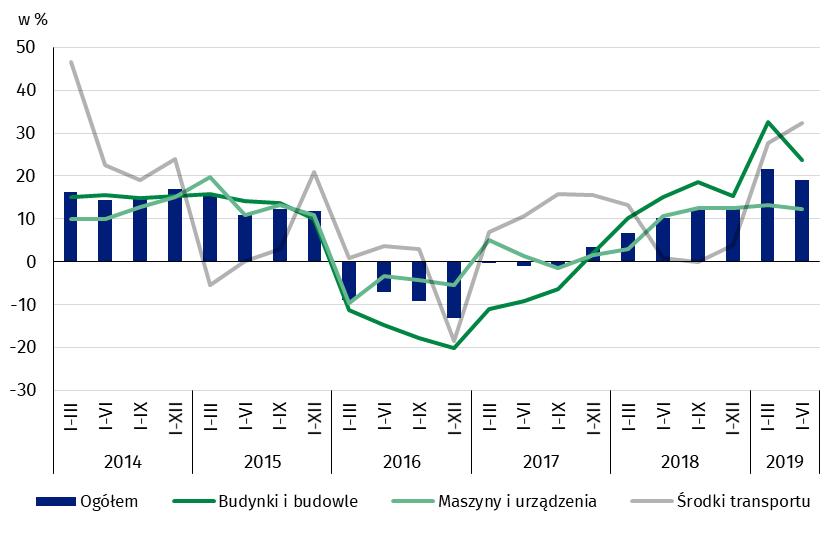 w %
50
40
30
20
10
0
-10
-20
-30
I-III I-VI I-IX I-XII I-III I-VI I-IX I-XII I-III I-VI I-IX I-XII I-III I-VI I-IX I-XII I-III I-VI I-IX I-XII I-III I-VI
2014 2015 2016 2017 2018 2019
Ogółem Budynki i budowle Maszyny i urządzenia Środki transportu